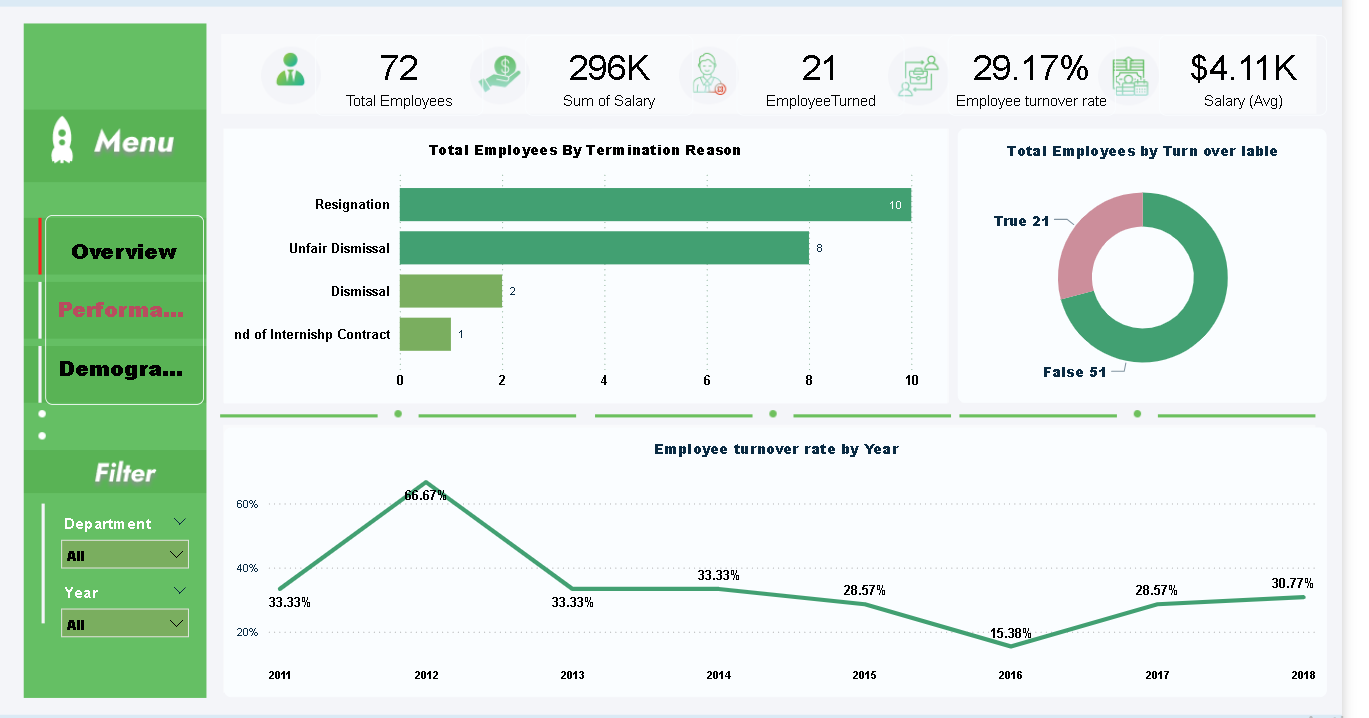 Menu
Overview
Performa...
Demogra...
Filter
Department
All
Year
All
72
Total Employees
296K
Sum of Salary
21
EmployeeTurned
29.17%
Employee turnover rate
$4.11K
Salary (Avg)
Total Employees By Termination Reason
Resignation 10
Unfair Dismissal 8
Dismissal 2
nd of Internishp Contract 1
0 2 4 6 8 10
Total Employees by Turn over lable
True 21
False 51
Employee turnover rate by Year
60%
40%
20%
33.33% 66.67% 33.33% 33.33% 28.57% 15.38% 28.57% 30.77%
2011 2012 2013 2014 2015 2016 2017 2018